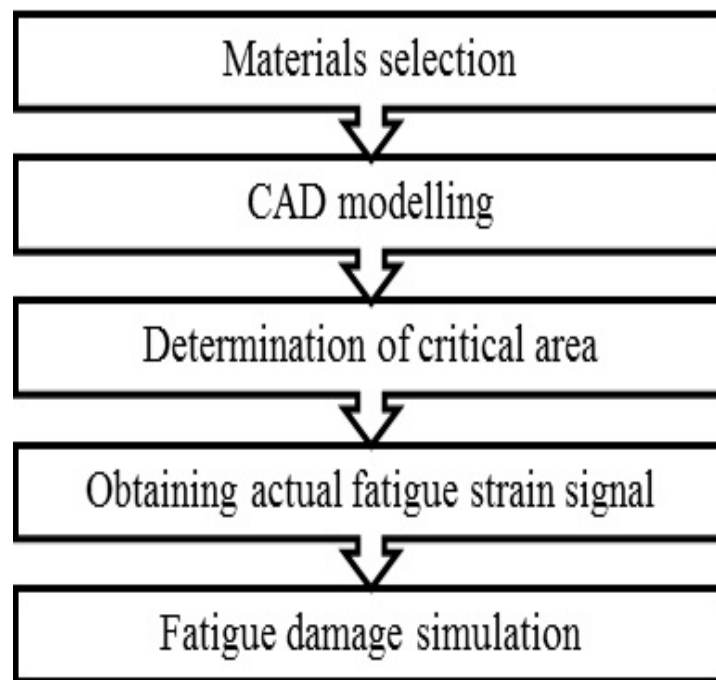 Materials selection
CAD modelling
Determination of critical area
Obtaining actual fatigue strain signal
Fatigue damage simulation